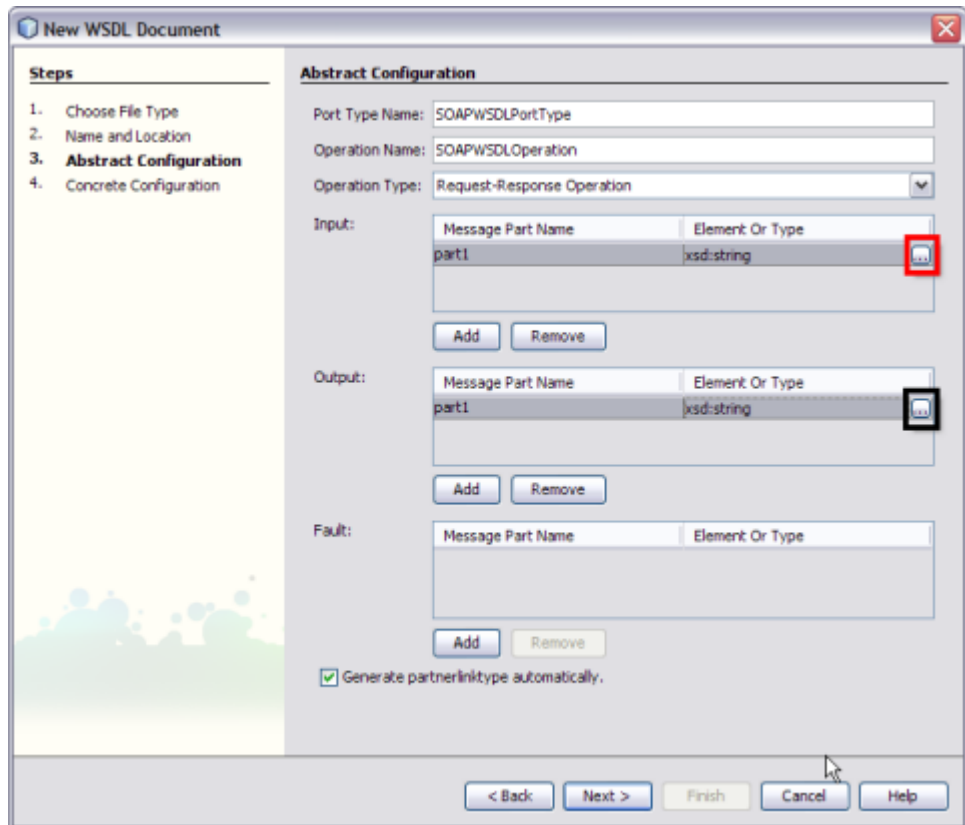 New WSDL Document
Steps
1. Choose File Type
2. Name and Location
3. Abstract Configuration
4. Concrete Configuration
Abstract Configuration
Port Type Name: SOAPWSDLPortType
Operation Name: SOAPWSDLOperation
Operation Type: Request-Response Operation
Input:
Message Part Name Element Or Type
part1 xsd:string ...
Add Remove
Output:
Message Part Name Element Or Type
part1 xsd:string ...
Add Remove
Fault:
Message Part Name Element Or Type
Add Remove
Generate partnerlinktype automatically.
< Back Next > Finish Cancel Help